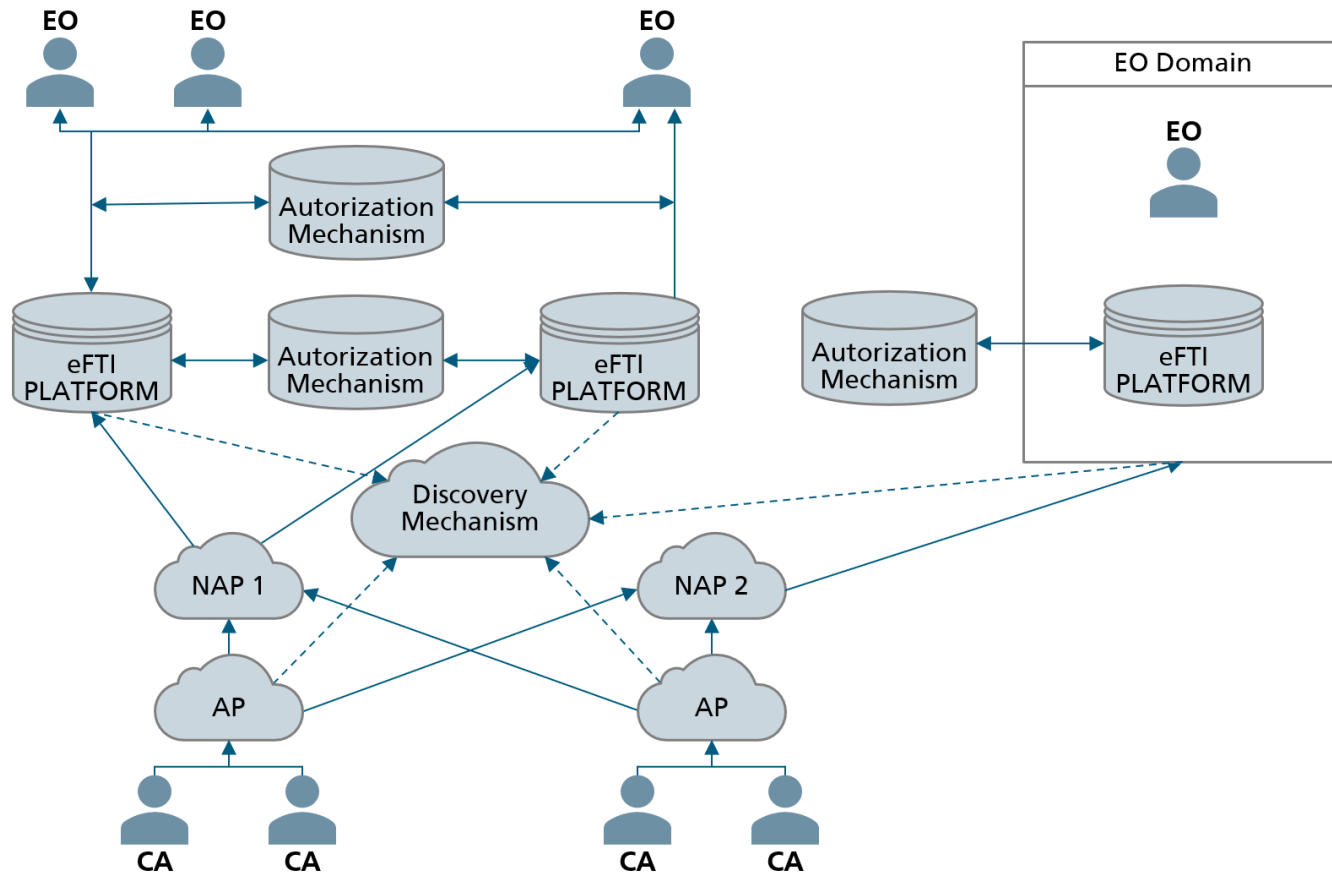 EO
EO
EO
EO Domain
EO
Autorization
Mechanism
eFTI
PLATFORM
Autorization
Mechanism
eFTI
PLATFORM
Autorization
Mechanism
eFTI
PLATFORM
Discovery
Mechanism
NAP 1
NAP 2
AP
AP
CA
CA
CA
CA